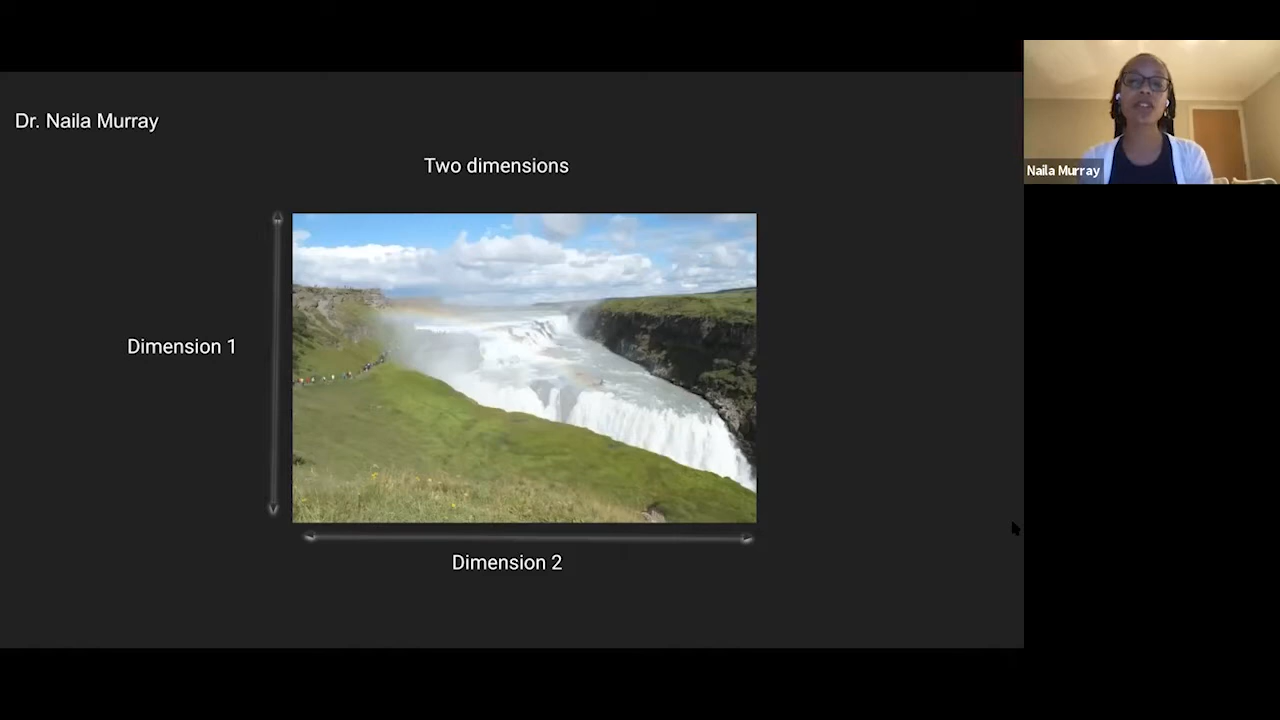 Dr. Naila Murray
Two dimensions
Dimension 1
Dimension 2
Naila Murray